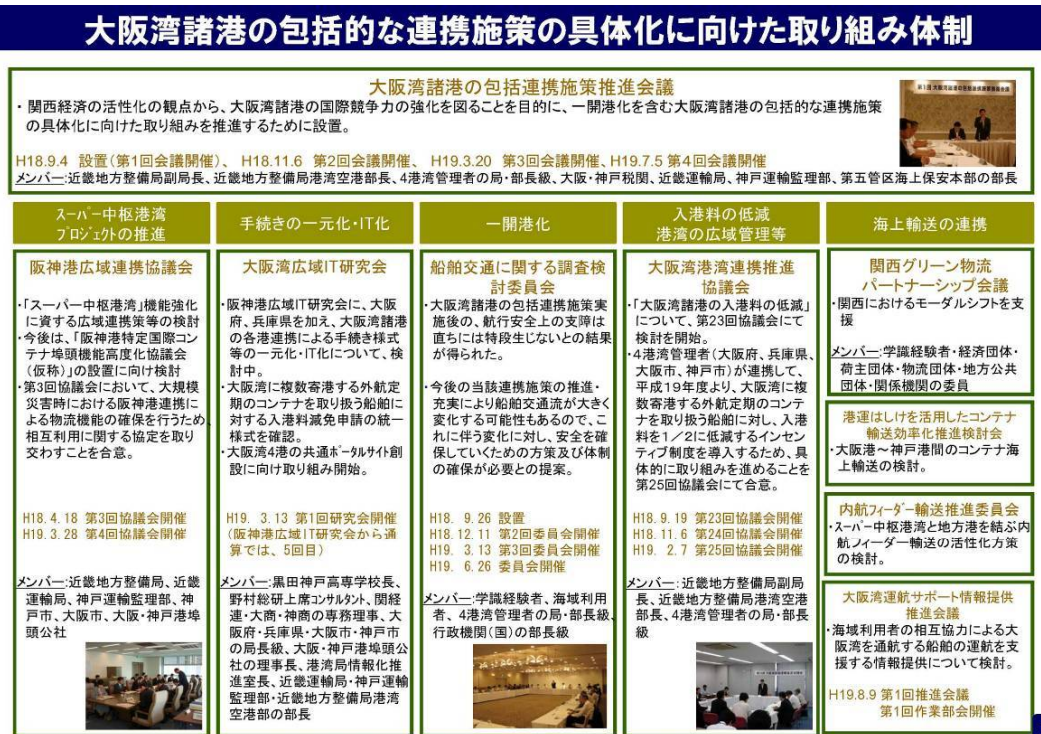 大阪湾諸港の包括的な連携施策の具体化に向けた取り組み体制
大阪湾諸港の包括連携施策推進会議
・関西経済の活性化の観点から、大阪湾諸港の国際競争力の強化を図ることを目的に、一開港化を含む大阪湾諸港の包括的な連携施策
の具体化に向けた取り組みを推進するために設置。
H18.9.4 設置(第1回会議開催)、 H18.11.6 第2回会議開催、 H19.3.20 第3回会議開催、H19.7.5 第4回会議開催
メンバー:近畿地方整備局副局長、近畿地方整備局港湾空港部長、4港湾管理者の局・部長級、大阪・神戸税関、近畿運輸局、神戸運輸監理部、第五管区海上保安本部の部長
スーパー中枢港湾
プロジェクトの推進
阪神港広域連携協議会
・「スーパー中枢港湾」機能強化
に資する広域連携策等の検討
・今後は、「阪神港特定国際コン
テナ埠頭機能高度化協議会
(仮称)」の設置に向け検討
・第3回協議会において、大規模
災害時における阪神港連携に
よる物流機能の確保を行うため、
相互利用に関する協定を取り
交わすことを合意。
H18. 4.18 第3回協議会開催
H19. 3.28 第4回協議会開催
メンバー:近畿地方整備局、近畿
運輸局、神戸運輸監理部、神
戸市、大阪市、大阪・神戸港埠
頭公社
手続きの一元化・IT化
大阪湾広域IT研究会
・阪神港広域IT研究会に、大阪
府、兵庫県を加え、大阪湾諸港
の各港連携による手続き様式
等の一元化・IT化について、検
討中。
・大阪湾に複数寄港する外航定
期のコンテナを取り扱う船舶に
対する入港料減免申請の統一
様式を確認。
・大阪湾4港の共通ポータルサイト創
設に向け取り組み開始。
H19. 3.13 第1回研究会開催
(阪神港広域IT研究会から通
算では、5回目)
メンバー:黒田神戸高専学校長、
野村総研上席コンサルタント、関経
連・大商・神商の専務理事、大
阪府・兵庫県・大阪市・神戸市
の局長級、大阪・神戸港埠頭公
社の理事長、港湾局情報化推
進室長、近畿運輸局・神戸運輸
監理部・近畿地方整備局港湾
空港部の部長
一開港化
船舶交通に関する調査検
討委員会
・大阪湾諸港の包括連携施策実
施後の、航行安全上の支障は
直ちには特段生じないとの結果
が得られた。
・今後の当該連携施策の推進・
充実により船舶交通流が大きく
変化する可能性もあるので、こ
れに伴う変化に対し、安全を確
保していくための方策及び体制
の確保が必要との提案。
H18. 9.26 設置
H18.12.11 第2回委員会開催
H19. 3.13 第3回委員会開催
H19. 6.26 委員会開催
メンバー:学識経験者、海域利用
者、4港湾管理者の局・部長級、
行政機関(国)の部長級
入港料の低減
港湾の広域管理等
大阪湾港湾連携推進
協議会
・「大阪湾諸港の入港料の低減」
について、第23回協議会にて
検討を開始。
・4港湾管理者(大阪府、兵庫県、
大阪市、神戸市)が連携して、
平成19年度より、大阪湾に複
数寄港する外航定期のコンテ
ナを取り扱う船舶に対し、入港
料を1/2に低減するインセン
ティブ制度を導入するため、具
体的に取り組みを進めることを
第25回協議会にて合意。
H18. 9.19 第23回協議会開催
H18.11.6 第24回協議会開催
H19. 2.7 第25回協議会開催
メンバー:近畿地方整備局副局
長、近畿地方整備局港湾空港
部長、4港湾管理者の局・部長
級
海上輸送の連携
関西グリーン物流
パートナーシップ会議
・関西におけるモーダルシフトを支
援
メンバー:学識経験者・経済団体・
荷主団体・物流団体・地方公共
団体・関係機関の委員
港運はしけを活用したコンテナ
輸送効率化推進検討会
・大阪港~神戸港間のコンテナ海
上輸送の検討。
内航フィーダー輸送推進委員会
・スーパー中枢港湾と地方港を結ぶ内
航フィーダー輸送の活性化方策
の検討。
大阪湾運航サポート情報提供
推進会議
・海域利用者の相互協力による大
阪湾を通航する船舶の運航を支
援する情報提供について検討。
H19.8.9 第1回推進会議
第1回作業部会開催